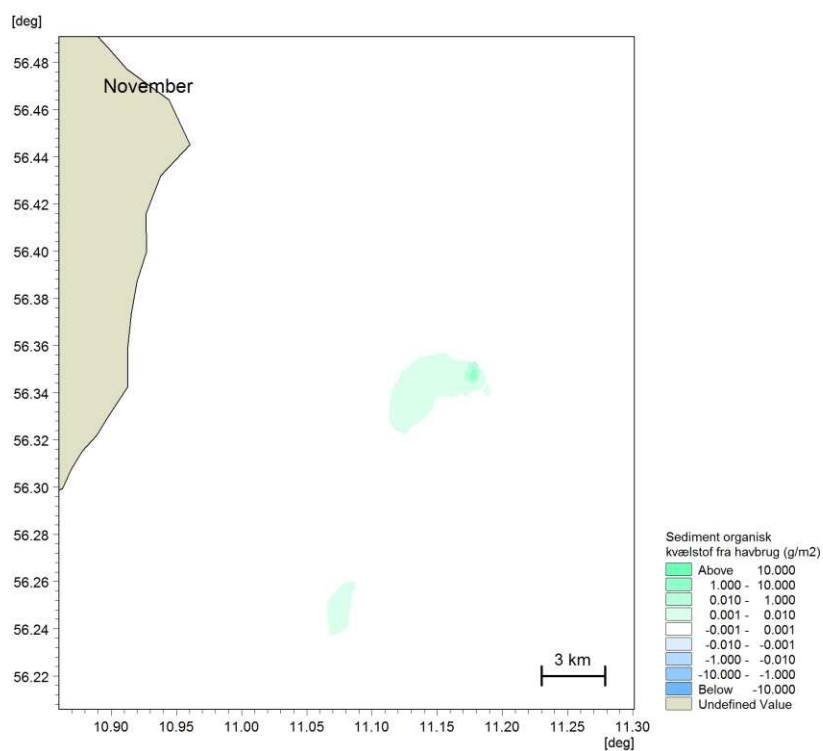 [deg]
56.48
November
56.46
56.44
56.42
56.40
56.38
56.36
56.34
56.32
56.30
56.28
56.26
56.24
56.22
3 km
10.90 10.95 11.00 11.05 11.10 11.15 11.20 11.25 11.30
[deg]
Sediment organisk
kvælstof fra havbrug (g/m2)
Above 10.000
1.000 - 10.000
0.010 - 1.000
0.001 - 0.010
-0.001 - 0.001
-0.010 - -0.001
-1.000 - -0.010
-10.000 - -1.000
Below -10.000
Undefined Value